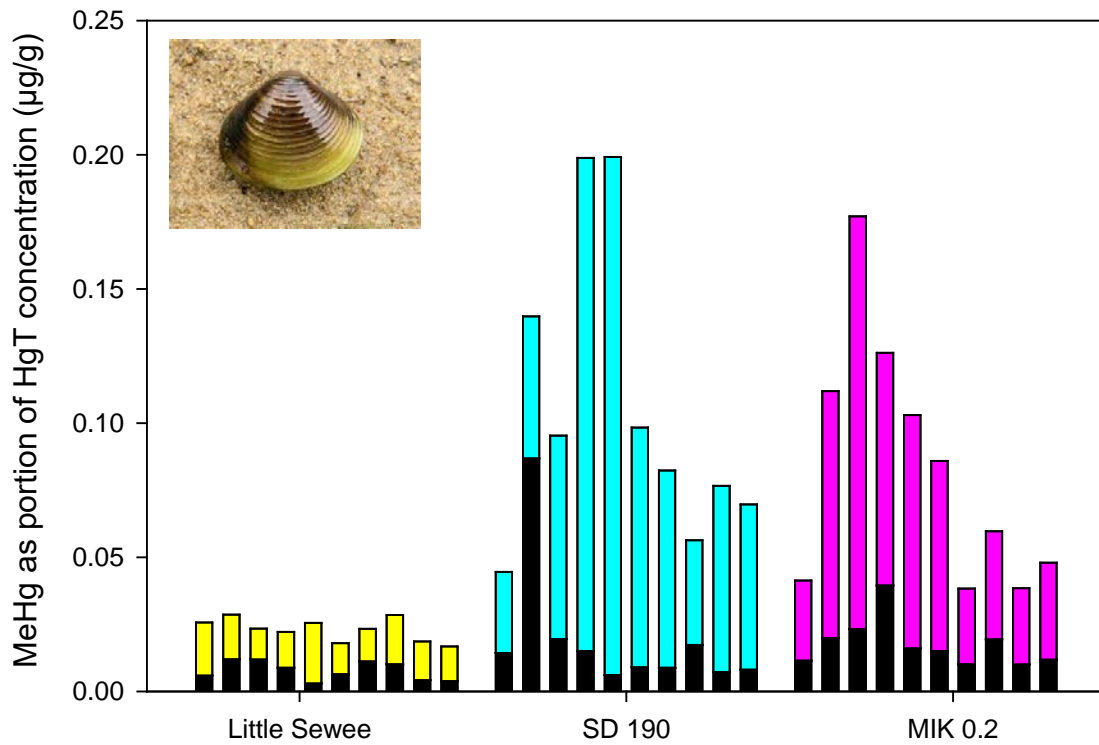 MeHg as portion of HgT concentration (µg/g)
0.25
0.20
0.15
0.10
0.05
0.00
Little Sewee
SD 190
MIK 0.2